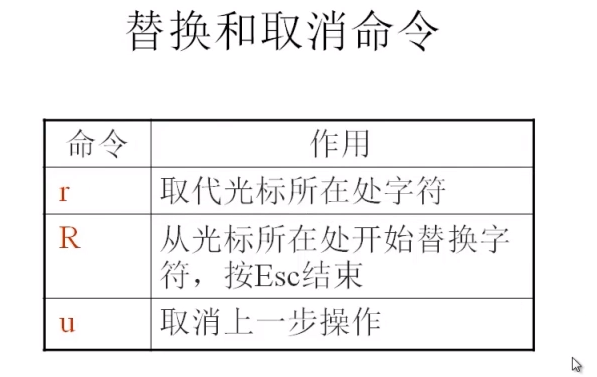 替换和取消命令
命令 作用
r 取代光标所在处字符
R 从光标所在处开始替换字
符，按Esc结束
u 取消上一步操作